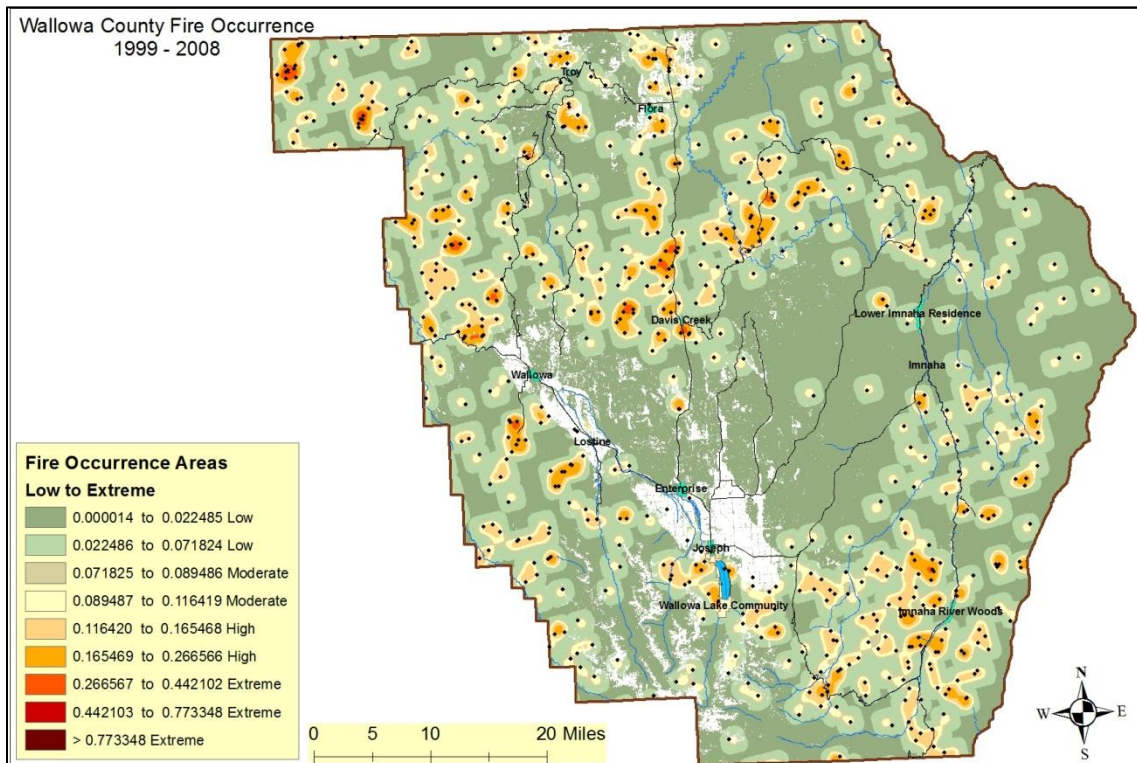 Wallowa County Fire Occurrence
1999 - 2008
Troy
Flora
Davis Creek
Lower Imnaha Residence
Imnaha
Wallowa
Lostine
Enterprise
Joseph
Wallowa Lake Community
Imnaha River Woods
Fire Occurrence Areas
Low to Extreme
0.000014 to 0.022485 Low
0.022486 to 0.071824 Low
0.071825 to 0.089486 Moderate
0.089487 to 0.116419 Moderate
0.116420 to 0.165468 High
0.165469 to 0.266566 High
0.266567 to 0.442102 Extreme
0.442103 to 0.773348 Extreme
> 0.773348 Extreme
0 5 10 20 Miles
N
W E
S